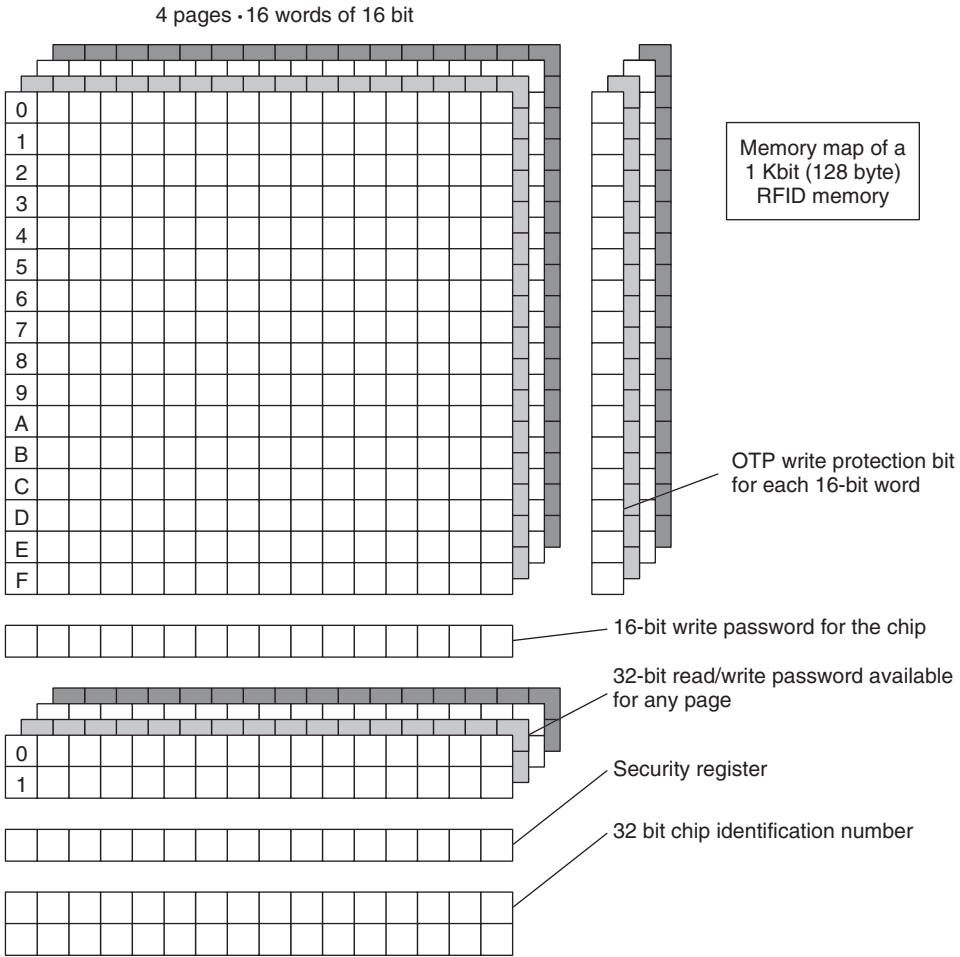 4 pages · 16 words of 16 bit
0
1
2
3
4
5
6
7
8
9
A
B
C
D
E
F
Memory map of a
1 Kbit (128 byte)
RFID memory
OTP write protection bit
for each 16-bit word
16-bit write password for the chip
32-bit read/write password available
for any page
0
1
Security register
32 bit chip identification number